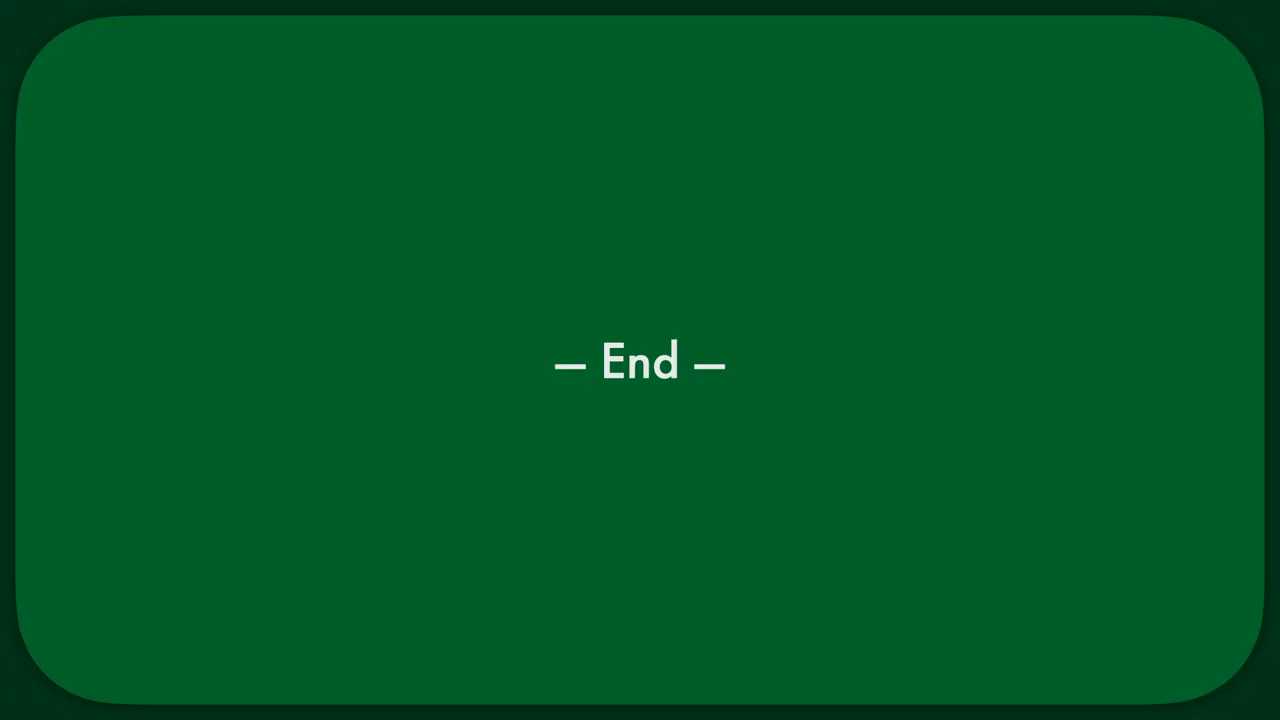 — End —